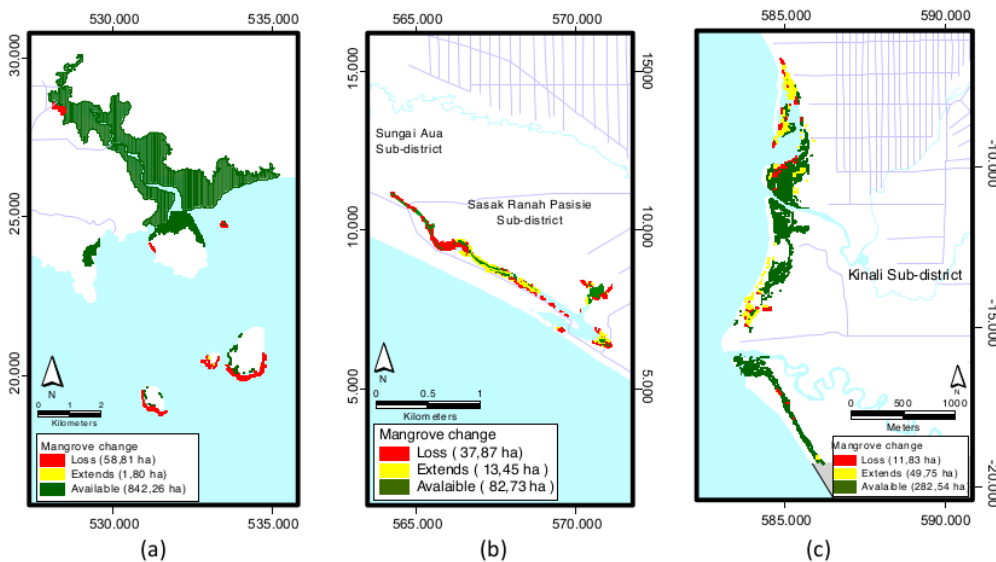 530.000
535.000
30.000
25.000
20.000
N
0 1 2
Kilometers
Mangrove change
Loss (58,81 ha)
Extends (1,80 ha)
Available (842,26 ha)
530.000
535.000
(a)
565.000
570.000
15.000
10.000
5.000
15000
10.000
5.000
Sungai Aua
Sub-district
Sasak Ranah Pasisie
Sub-district
N
0 0.5 1
Kilometers
Mangrove change
Loss ( 37,87 ha)
Extends ( 13,45 ha)
Avalaible ( 82,73 ha)
565.000
570.000
(b)
585.000
590.000
-10.000
-15.000
-20.000
Kinali Sub-district
N
0 500 1000
Meters
Mangrove change
Loss (11,83 ha)
Extends (49,75 ha)
Avalaible (282,54 ha)
585.000
590.000
(c)